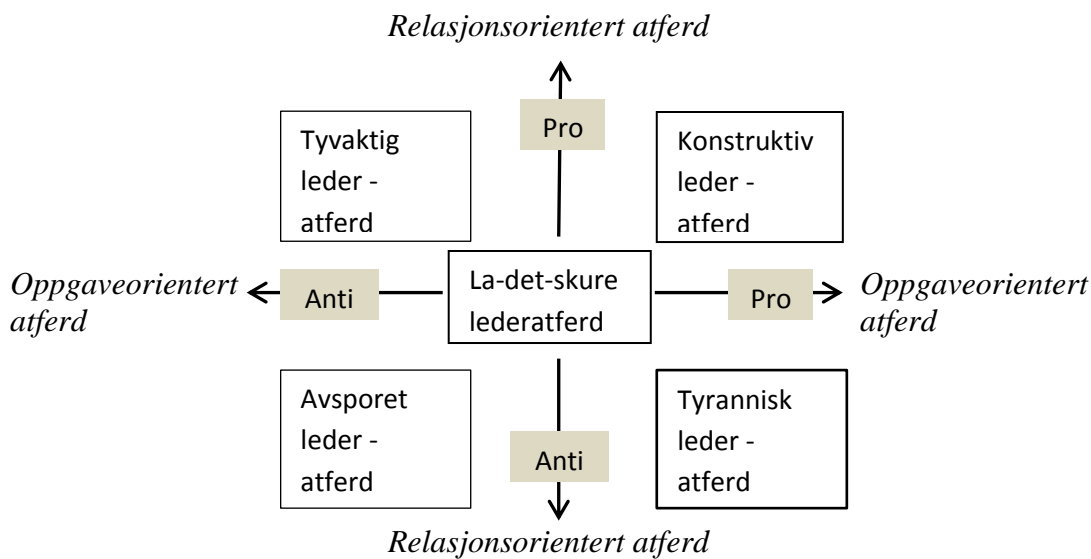 Relasjonsorientert atferd
Pro
Tyvaktig
leder -
atferd
Konstruktiv
leder -
atferd
Oppgaveorientert
atferd
Anti
La-det-skure
lederatferd
Pro
Oppgaveorientert
atferd
Avsporet
leder -
atferd
Anti
Tyrannisk
leder -
atferd
Relasjonsorientert atferd